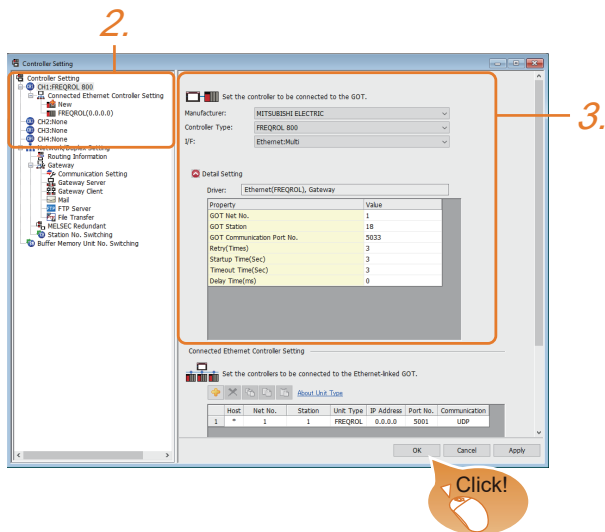 2.
Controller Setting
Controller Setting
CH1:FREQROL 800
Connected Ethernet Controller Setting
New
FREQROL(0.0.0.0)
CH2:None
CH3:None
CH4:None
Network/Duplex Setting
Routing Information
Gateway
Communication Setting
Gateway Server
Gateway Client
Mail
FTP Server
File Transfer
MELSEC Redundant
Station No. Switching
Buffer Memory Unit No. Switching
Set the controller to be connected to the GOT.
Manufacturer: MITSUBISHI ELECTRIC
Controller Type: FREQROL 800
I/F: Ethernet:Multi
3.
Detail Setting
Driver: Ethernet(FREQROL), Gateway
Property Value
GOT Net No. 1
GOT Station 18
GOT Communication Port No. 5033
Retry(Times) 3
Startup Time(Sec) 3
Timeout Time(Sec) 3
Delay Time(ms) 0
Connected Ethernet Controller Setting
Set the controllers to be connected to the Ethernet-linked GOT.
About Unit Type
Host Net No. Station Unit Type IP Address Port No. Communication
1 * 1 1 FREQROL 0.0.0.0 5001 UDP
OK Cancel Apply
Click!